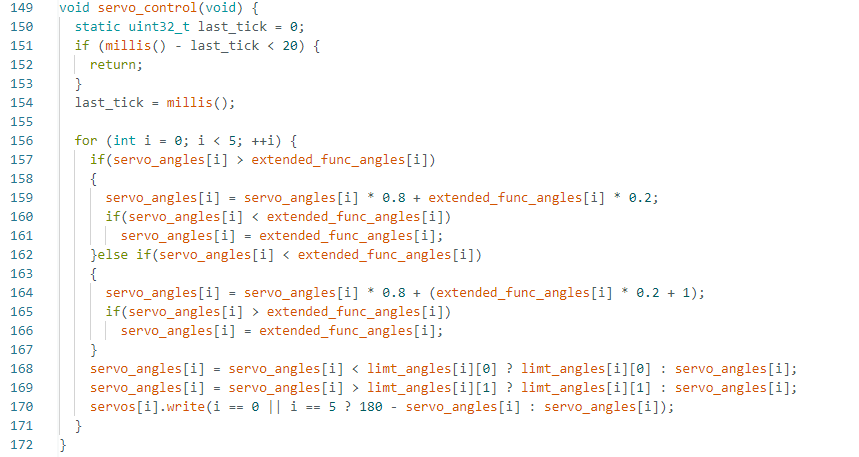 149 void servo_control(void) {
150 static uint32_t last_tick = 0;
151 if (millis() - last_tick < 20) {
152 return;
153 }
154 last_tick = millis();
155
156 for (int i = 0; i < 5; ++i) {
157 if(servo_angles[i] > extended_func_angles[i])
158 {
159 servo_angles[i] = servo_angles[i] * 0.8 + extended_func_angles[i] * 0.2;
160 if(servo_angles[i] < extended_func_angles[i])
161 servo_angles[i] = extended_func_angles[i];
162 }else if(servo_angles[i] < extended_func_angles[i])
163 {
164 servo_angles[i] = servo_angles[i] * 0.8 + (extended_func_angles[i] * 0.2 + 1);
165 if(servo_angles[i] > extended_func_angles[i])
166 servo_angles[i] = extended_func_angles[i];
167 }
168 servo_angles[i] = servo_angles[i] < limt_angles[i][0] ? limt_angles[i][0] : servo_angles[i];
169 servo_angles[i] = servo_angles[i] > limt_angles[i][1] ? limt_angles[i][1] : servo_angles[i];
170 servos[i].write(i == 0 || i == 5 ? 180 - servo_angles[i] : servo_angles[i]);
171 }
172 }